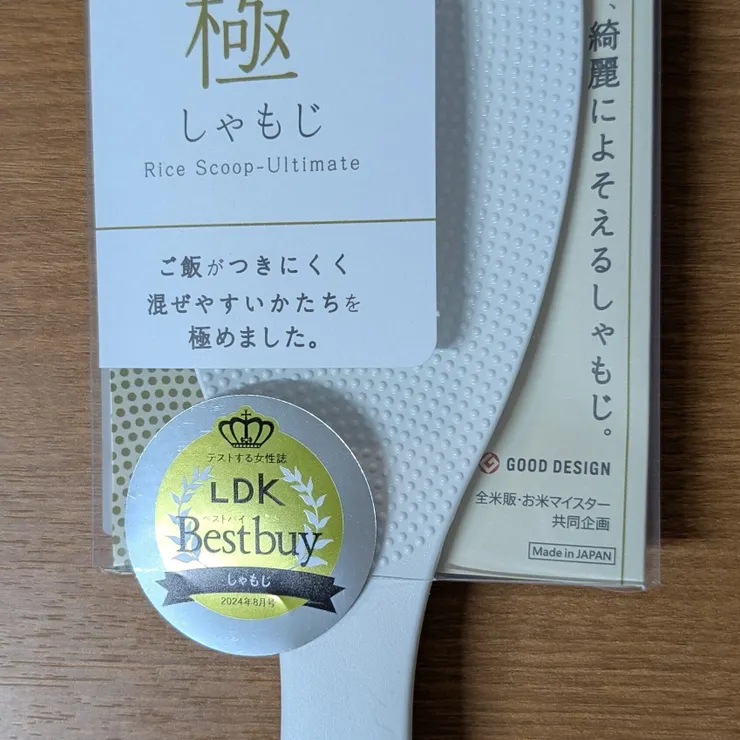 極
しゃもじ
Rice Scoop-Ultimate
ご飯がつきにくく
混ぜやすいかたちを
極めました。
、綺麗によそえるしゃもじ。
テストする女性誌
LDK
ベストバイ
Bestbuy
しゃもじ
2024年8月号
GOOD DESIGN
全米販・お米マイスター
共同企画
Made in JAPAN